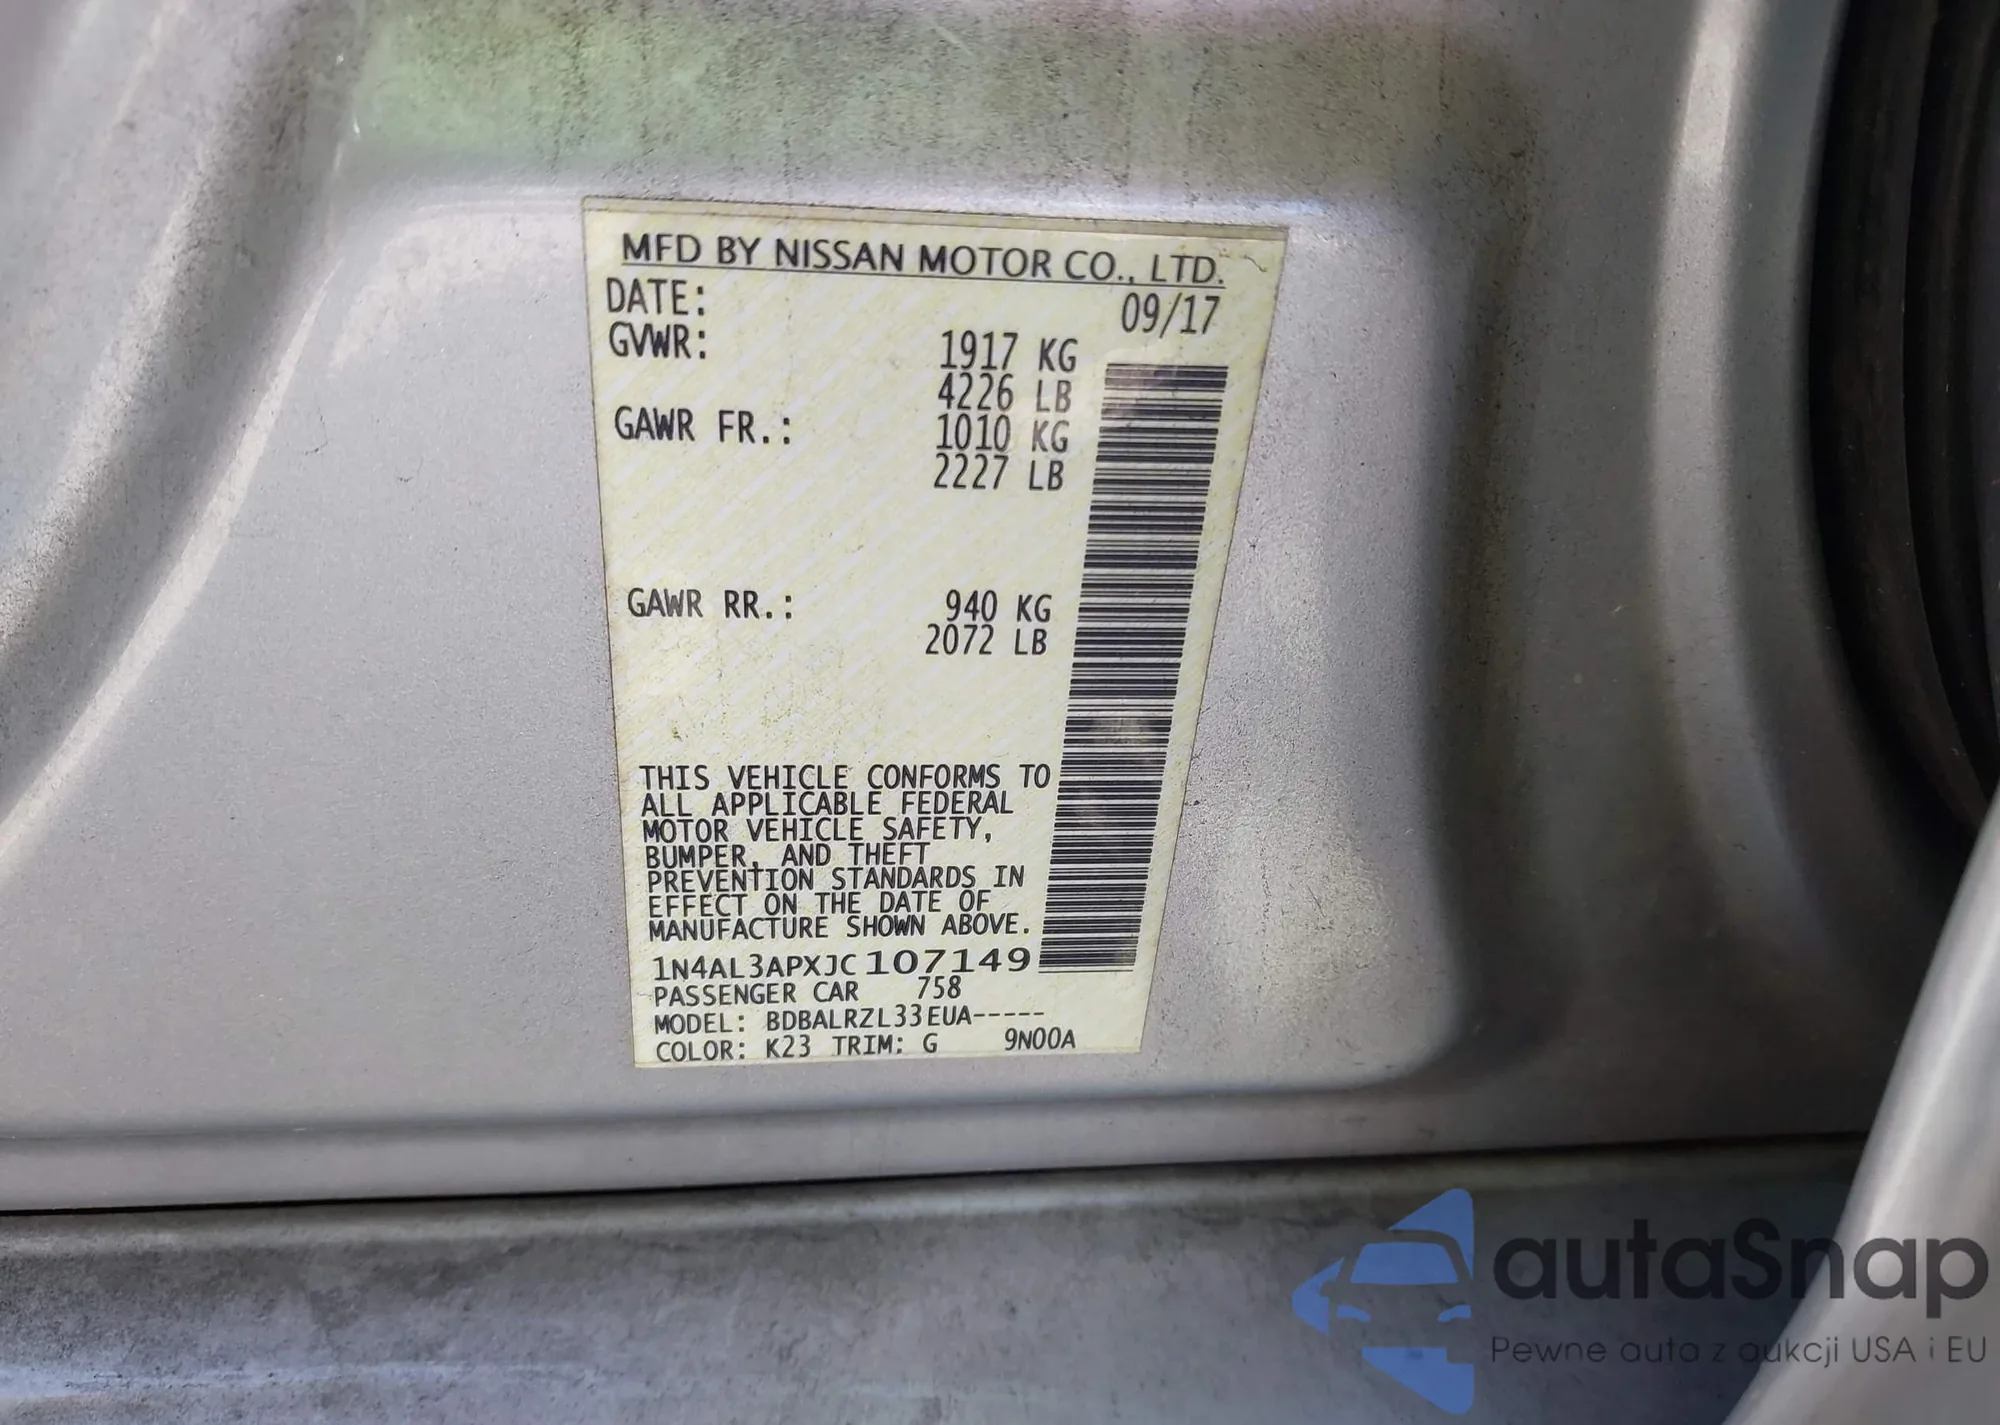 MFD BY NISSAN MOTOR CO., LTD.
DATE: 09/17
GVWR: 1917 KG
4226 LB
GAWR FR.: 1010 KG
2227 LB
GAWR RR.: 940 KG
2072 LB
THIS VEHICLE CONFORMS TO
ALL APPLICABLE FEDERAL
MOTOR VEHICLE SAFETY,
BUMPER, AND THEFT
PREVENTION STANDARDS IN
EFFECT ON THE DATE OF
MANUFACTURE SHOWN ABOVE.
1N4AL3APXJC107149
PASSENGER CAR 758
MODEL: BDBALRZL33EUA-----
COLOR: K23 TRIM: G 9N00A
autaSnap
Pewne auta z aukcji USA i EU